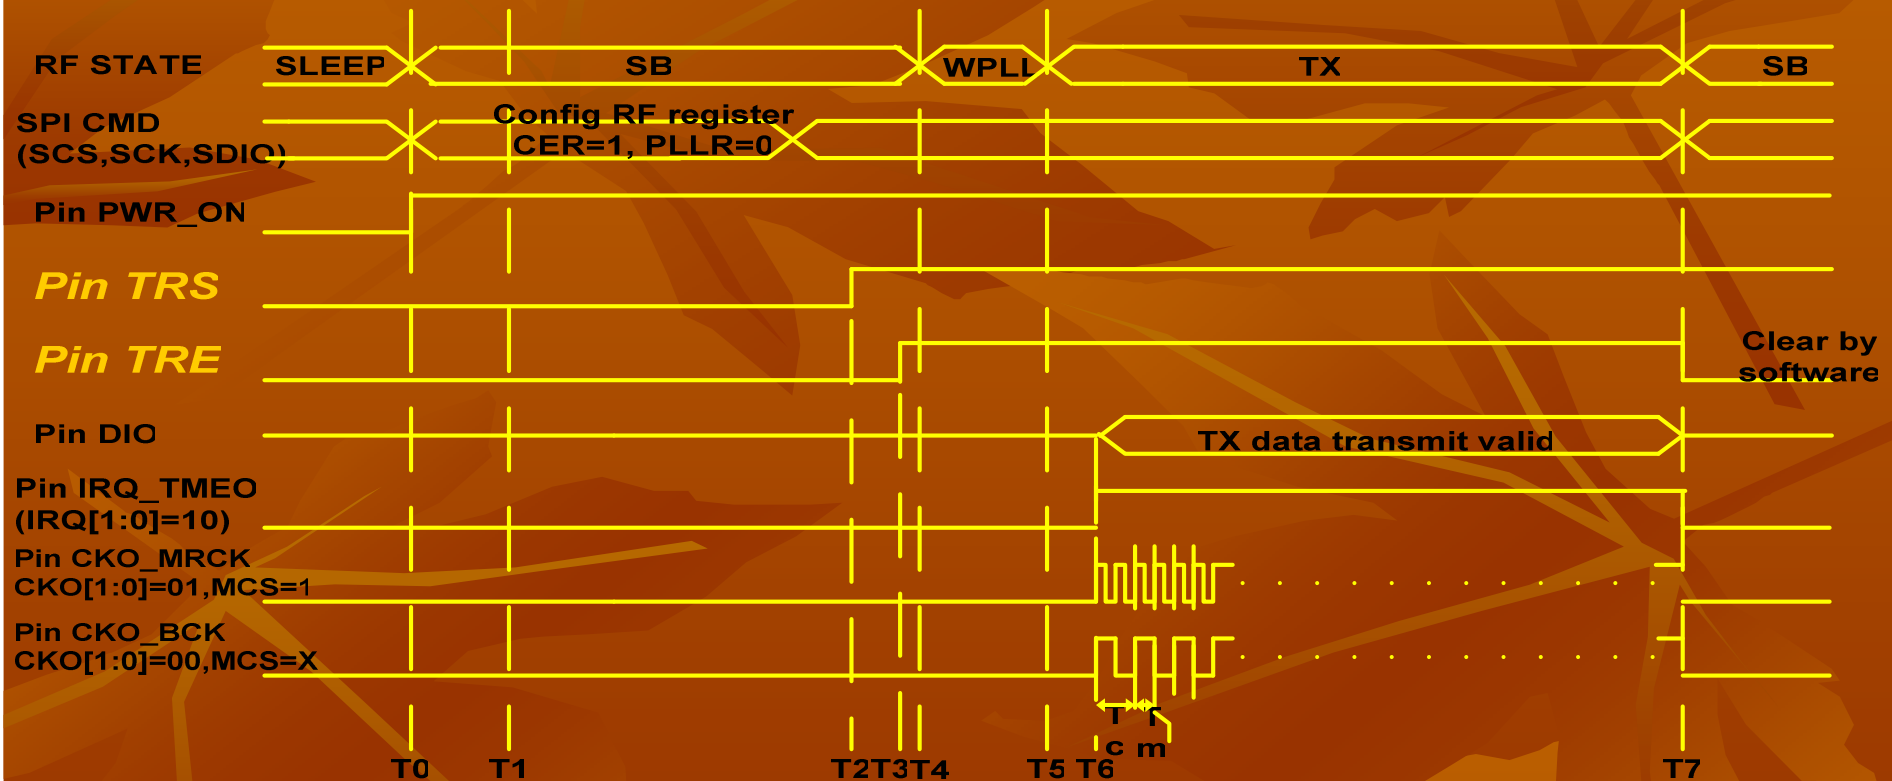 RF STATE SLEEP SB WPLL TX SB
SPI CMD
(SCS,SCK,SDIO)
Config RF register
CER=1, PLLR=0
Pin PWR_ON
Pin TRS
Pin TRE
Clear by
software
Pin DIO
TX data transmit valid
Pin IRQ_TMEO
(IRQ[1:0]=10)
Pin CKO_MRCK
CKO[1:0]=01,MCS=1
Pin CKO_BCK
CKO[1:0]=00,MCS=X
T T
c m
T0 T1 T2 T3 T4 T5 T6 T7